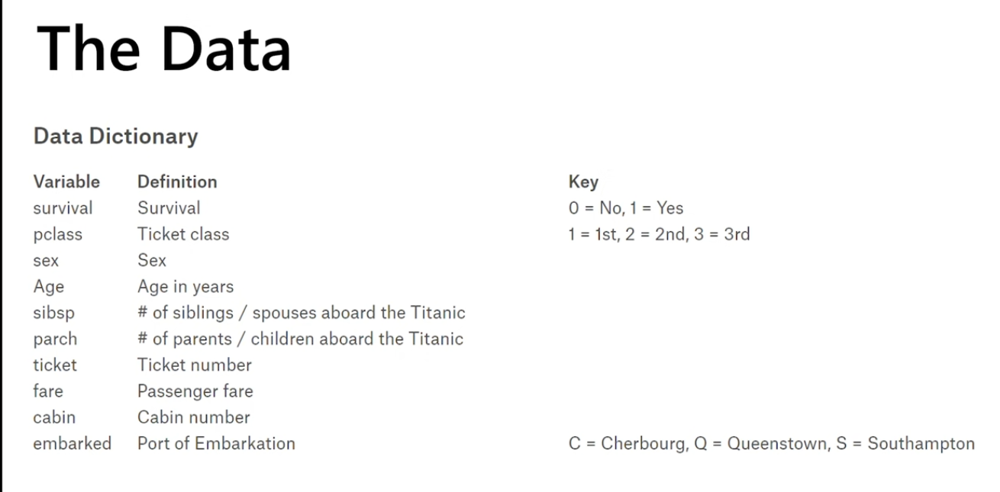 The Data
Data Dictionary
Variable Definition Key
survival Survival 0 = No, 1 = Yes
pclass Ticket class 1 = 1st, 2 = 2nd, 3 = 3rd
sex Sex
Age Age in years
sibsp # of siblings / spouses aboard the Titanic
parch # of parents / children aboard the Titanic
ticket Ticket number
fare Passenger fare
cabin Cabin number
embarked Port of Embarkation C = Cherbourg, Q = Queenstown, S = Southampton